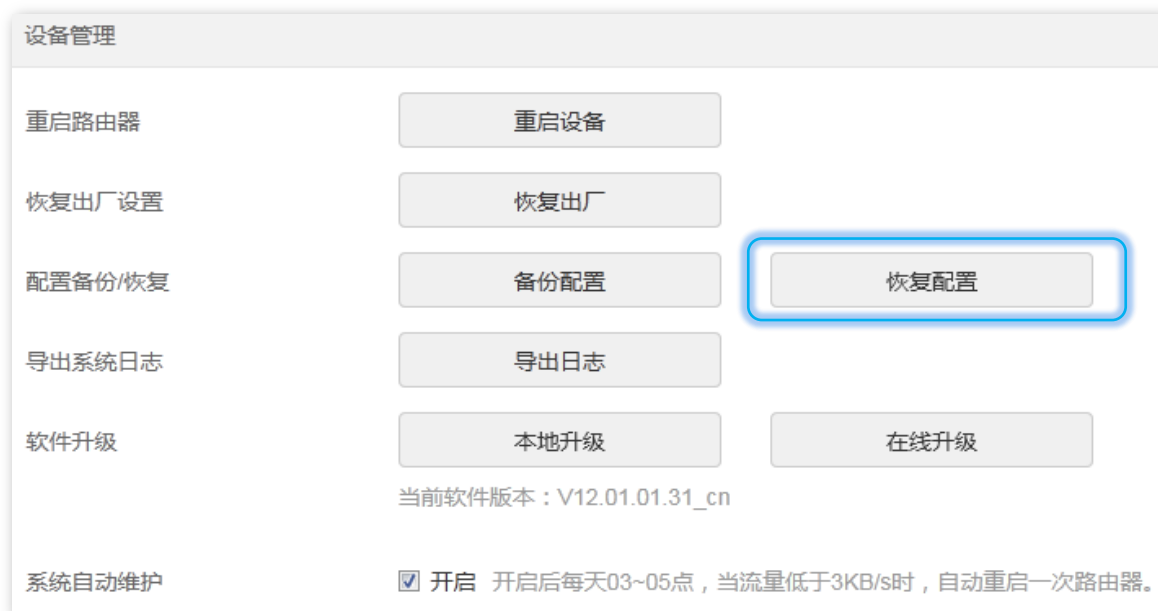 设备管理
重启路由器 重启设备
恢复出厂设置 恢复出厂
配置备份/恢复 备份配置 恢复配置
导出系统日志 导出日志
软件升级 本地升级 在线升级
当前软件版本：V12.01.01.31_cn
系统自动维护 开启 开启后每天03~05点，当流量低于3KB/s时，自动重启一次路由器。